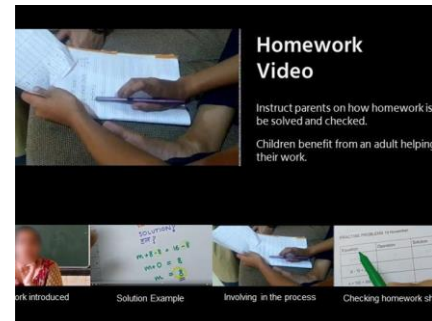 Homework
Video
Instruct parents on how homework is
be solved and checked.
Children benefit from an adult helping
their work.
SOLUTION
m+8-8 = 16-8
m+0 = 8
m = 8
ork introduced
Solution Example
Involving in the process
Checking homework sh